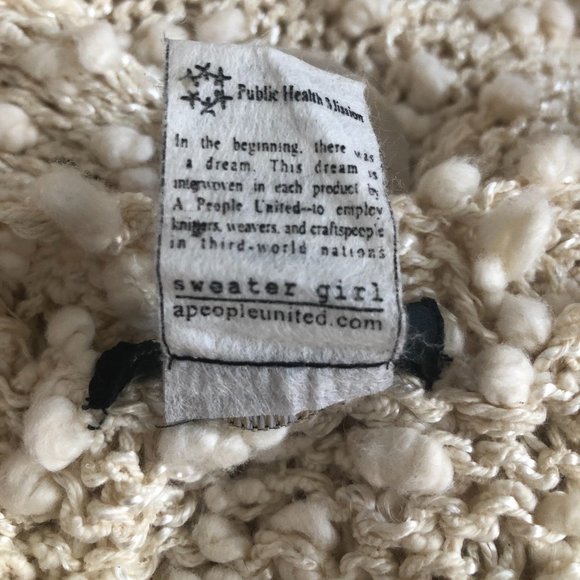 Public Health Mission
In the beginning, there was
a dream. This dream is
interwoven in each product by
A People United--to employ
knitters, weavers, and craftspeople
in third-world nations
sweater girl
apeopleunited.com